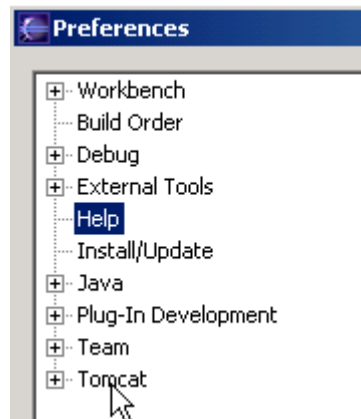 Preferences
Workbench
Build Order
Debug
External Tools
Help
Install/Update
Java
Plug-In Development
Team
Tomcat